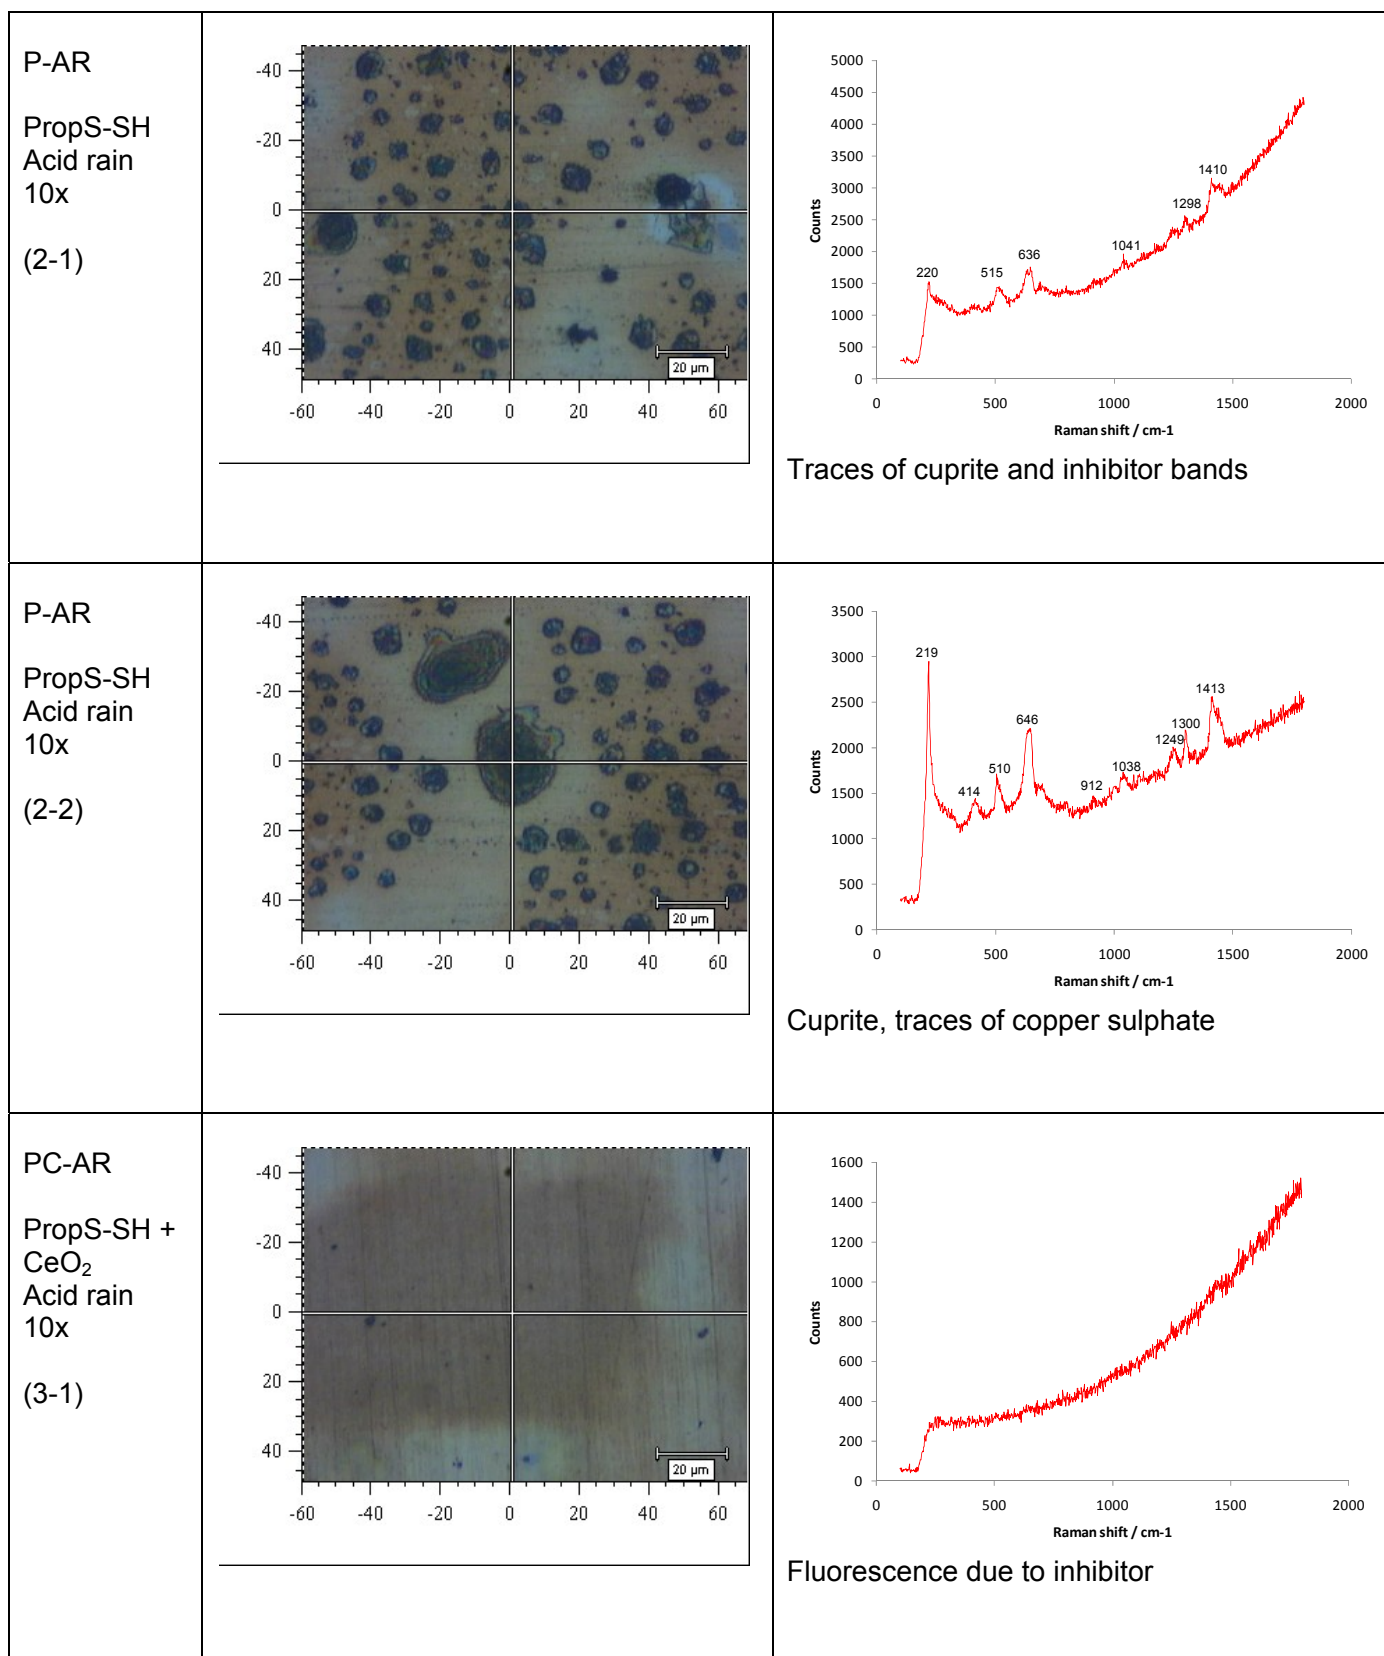 P-AR
PropS-SH
Acid rain
10x
(2-1)
-40
-20
0
20
40
-60 -40 -20 0 20 40 60
20 µm
5000
4500
4000
3500
3000
2500
2000
1500
1000
500
0
Counts
220
515
636
1041
1298
1410
0 500 1000 1500 2000
Raman shift / cm-1
Traces of cuprite and inhibitor bands
P-AR
PropS-SH
Acid rain
10x
(2-2)
-40
-20
0
20
40
-60 -40 -20 0 20 40 60
20 µm
3500
3000
2500
2000
1500
1000
500
0
Counts
219
414
510
646
912
1038
1249
1300
1413
0 500 1000 1500 2000
Raman shift / cm-1
Cuprite, traces of copper sulphate
PC-AR
PropS-SH +
CeO₂
Acid rain
10x
(3-1)
-40
-20
0
20
40
-60 -40 -20 0 20 40 60
20 µm
1600
1400
1200
1000
800
600
400
200
0
Counts
0 500 1000 1500 2000
Raman shift / cm-1
Fluorescence due to inhibitor